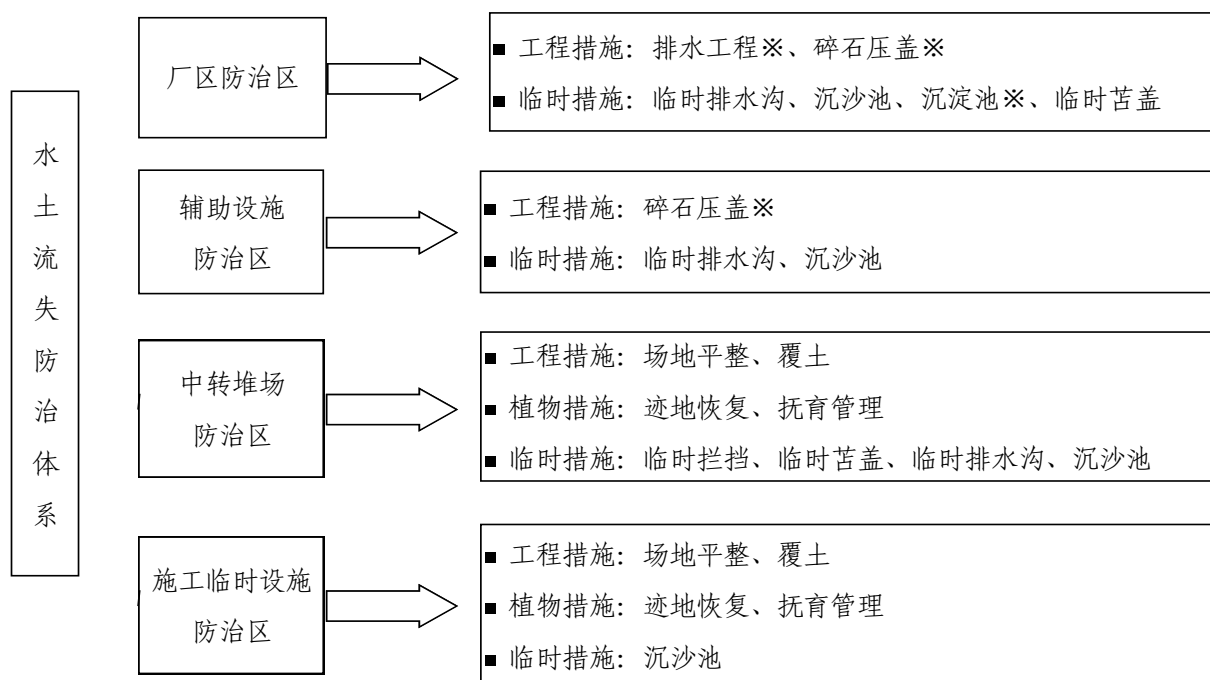 水土流失防治体系
厂区防治区
■ 工程措施：排水工程※、碎石压盖※
■ 临时措施：临时排水沟、沉沙池、沉淀池※、临时苫盖
辅助设施
防治区
■ 工程措施：碎石压盖※
■ 临时措施：临时排水沟、沉沙池
中转堆场
防治区
■ 工程措施：场地平整、覆土
■ 植物措施：迹地恢复、抚育管理
■ 临时措施：临时拦挡、临时苫盖、临时排水沟、沉沙池
施工临时设施
防治区
■ 工程措施：场地平整、覆土
■ 植物措施：迹地恢复、抚育管理
■ 临时措施：沉沙池